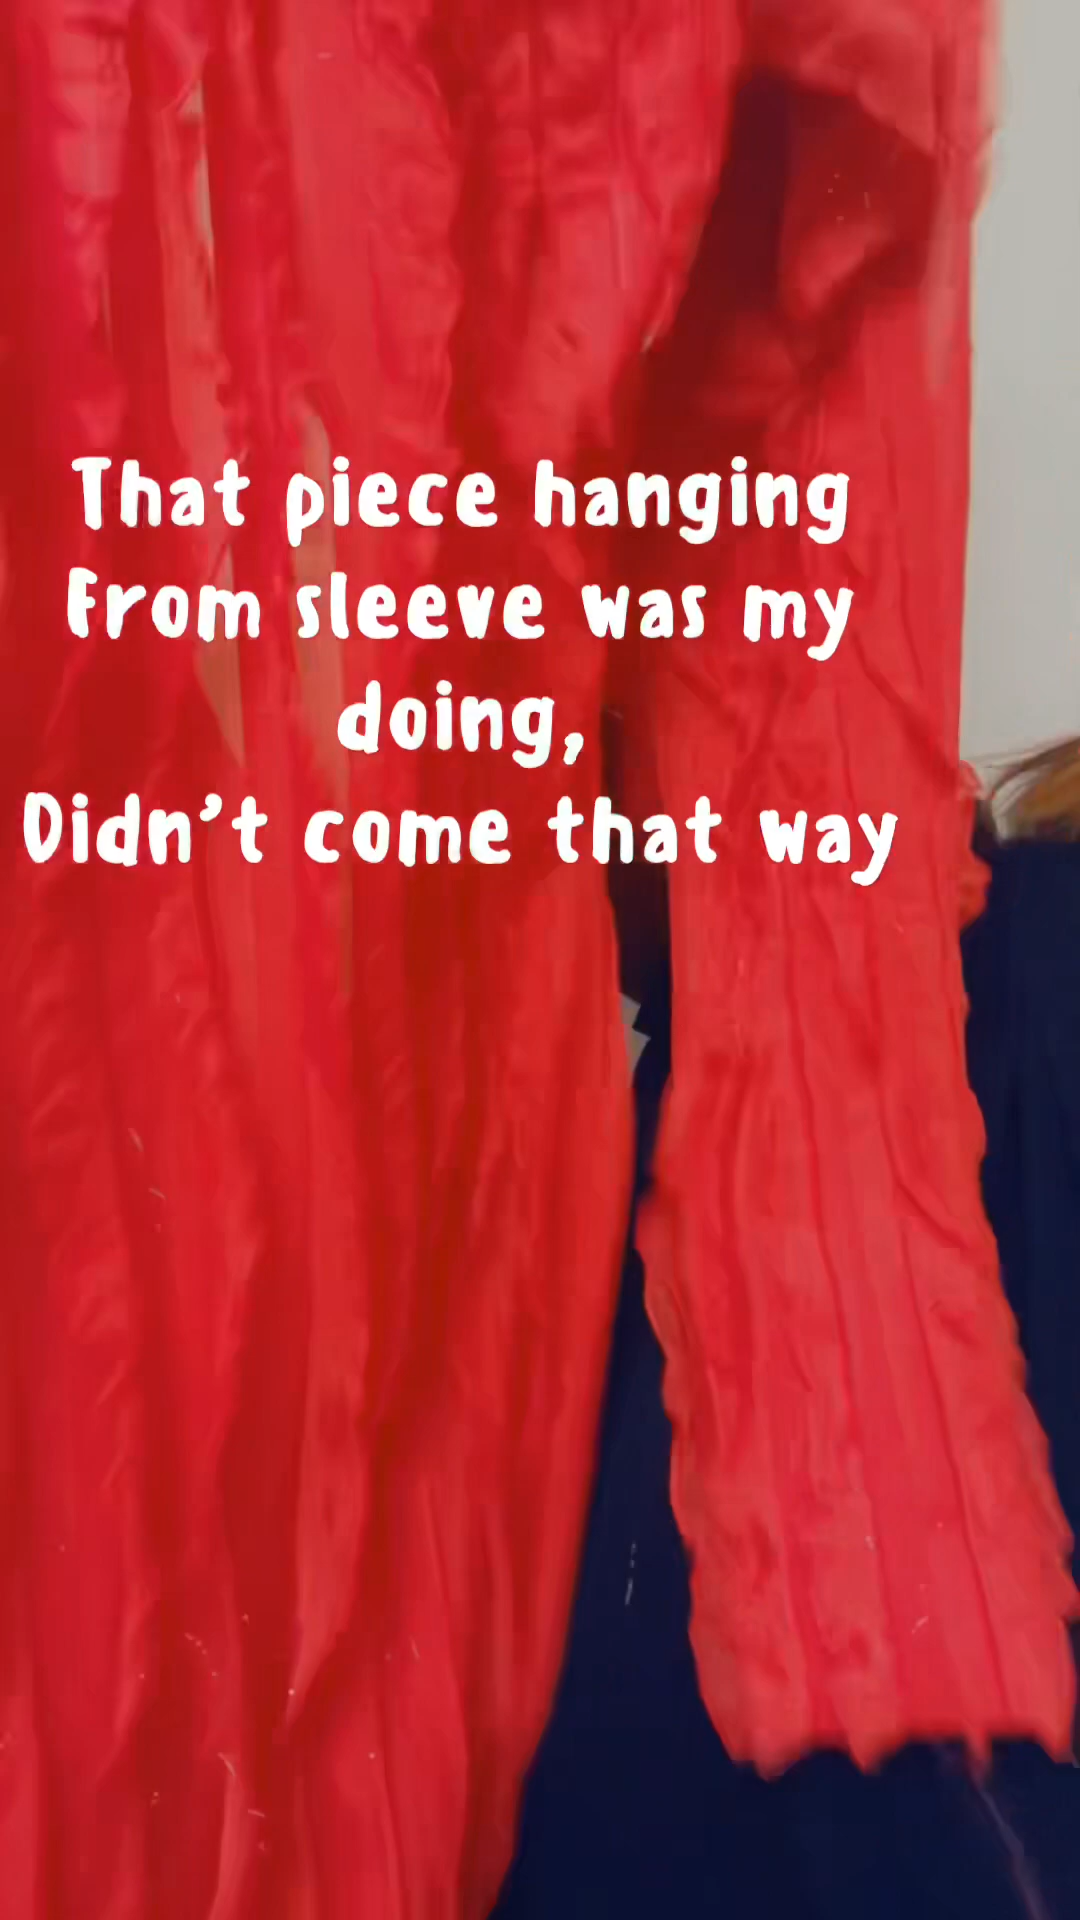 That piece hanging
From sleeve was my
doing,
Didn't come that way